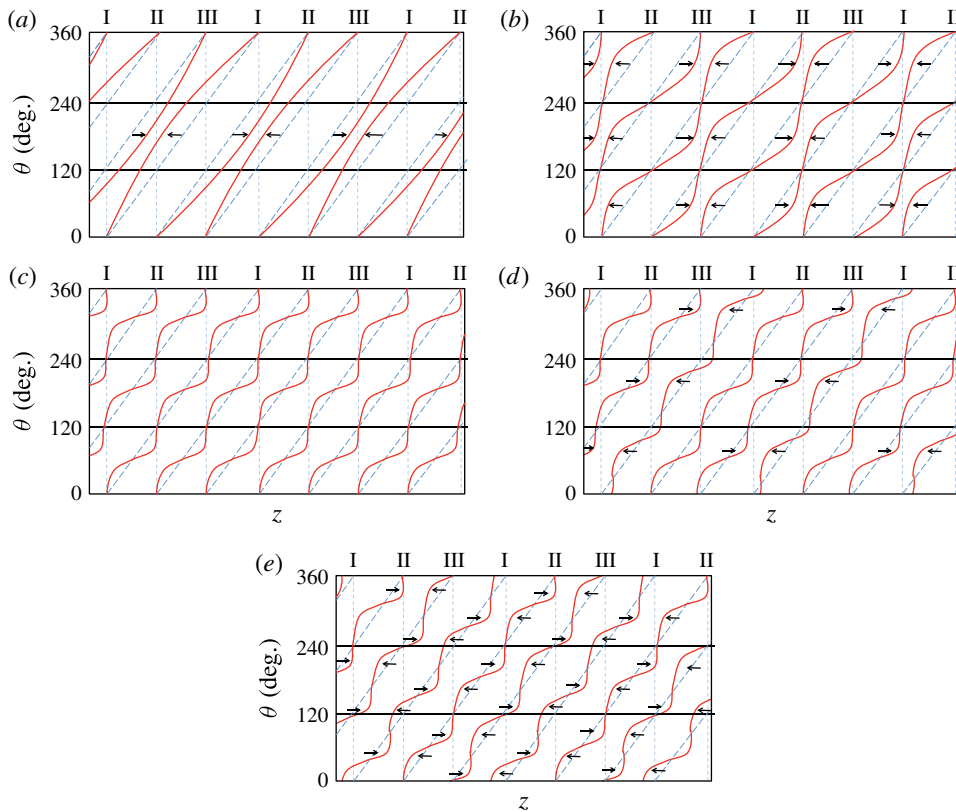 (a) I II III I II III I II
360
240
120
0
θ (deg.)
(b) I II III I II III I II
360
240
120
0
θ (deg.)
(c) I II III I II III I II
360
240
120
0
θ (deg.)
z
(d) I II III I II III I II
360
240
120
0
θ (deg.)
z
(e) I II III I II III I II
360
240
120
0
θ (deg.)
z